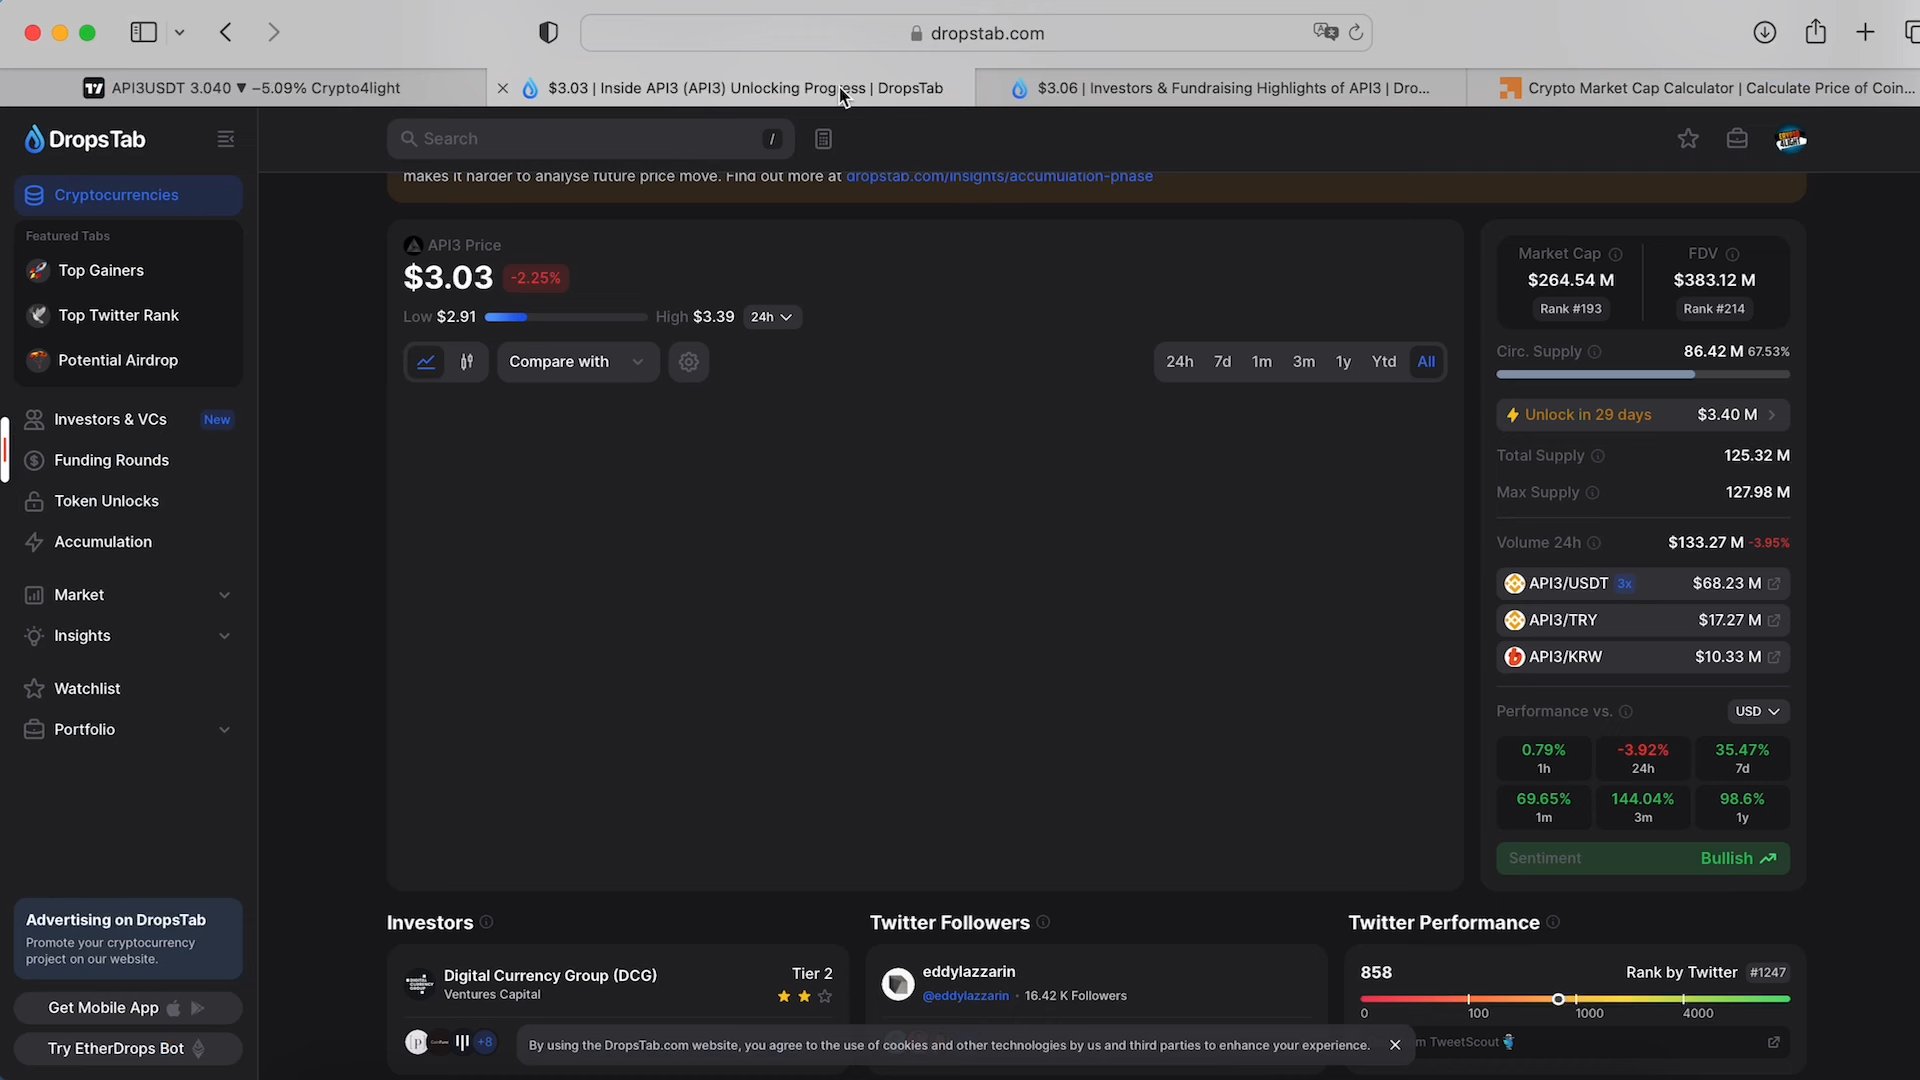 dropstab.com
API3USDT 3.040 ▼ −5.09% Crypto4light
$3.03 | Inside API3 (API3) Unlocking Progress | DropsTab
$3.06 | Investors & Fundraising Highlights of API3 | Dro...
Crypto Market Cap Calculator | Calculate Price of Coin...
DropsTab
Search
/
Cryptocurrencies
Featured Tabs
Top Gainers
Top Twitter Rank
Potential Airdrop
Investors & VCs New
Funding Rounds
Token Unlocks
Accumulation
Market
Insights
Watchlist
Portfolio
Advertising on DropsTab
Promote your cryptocurrency
project on our website.
Get Mobile App
Try EtherDrops Bot
makes it harder to analyse future price move. Find out more at dropstab.com/insights/accumulation-phase
API3 Price
$3.03 -2.25%
Low $2.91 High $3.39 24h
Compare with
24h 7d 1m 3m 1y Ytd All
Market Cap FDV
$264.54 M $383.12 M
Rank #193 Rank #214
Circ. Supply 86.42 M 67.53%
Unlock in 29 days $3.40 M
Total Supply 125.32 M
Max Supply 127.98 M
Volume 24h $133.27 M -3.95%
API3/USDT 3x $68.23 M
API3/TRY $17.27 M
API3/KRW $10.33 M
Performance vs. USD
0.79% -3.92% 35.47%
1h 24h 7d
69.65% 144.04% 98.6%
1m 3m 1y
Sentiment Bullish
Investors
Digital Currency Group (DCG) Tier 2
Ventures Capital
+8
Twitter Followers
eddylazzarin
@eddylazzarin · 16.42 K Followers
Twitter Performance
858 Rank by Twitter #1247
0 100 1000 4000
m TweetScout
By using the DropsTab.com website, you agree to the use of cookies and other technologies by us and third parties to enhance your experience.